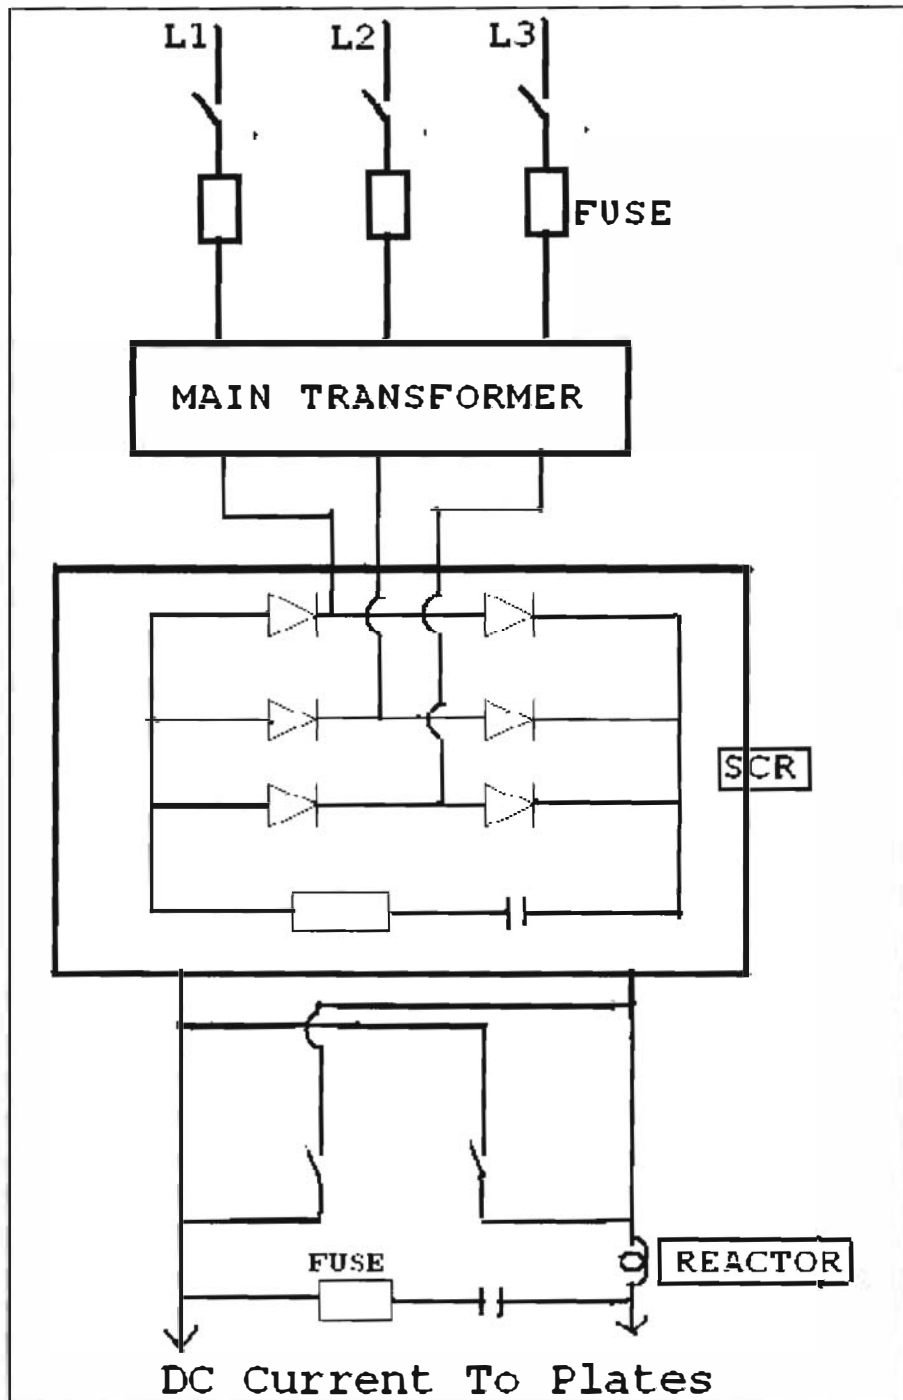 L1
L2
L3
FUSE
MAIN TRANSFORMER
SCR
FUSE
REACTOR
DC Current To Plates